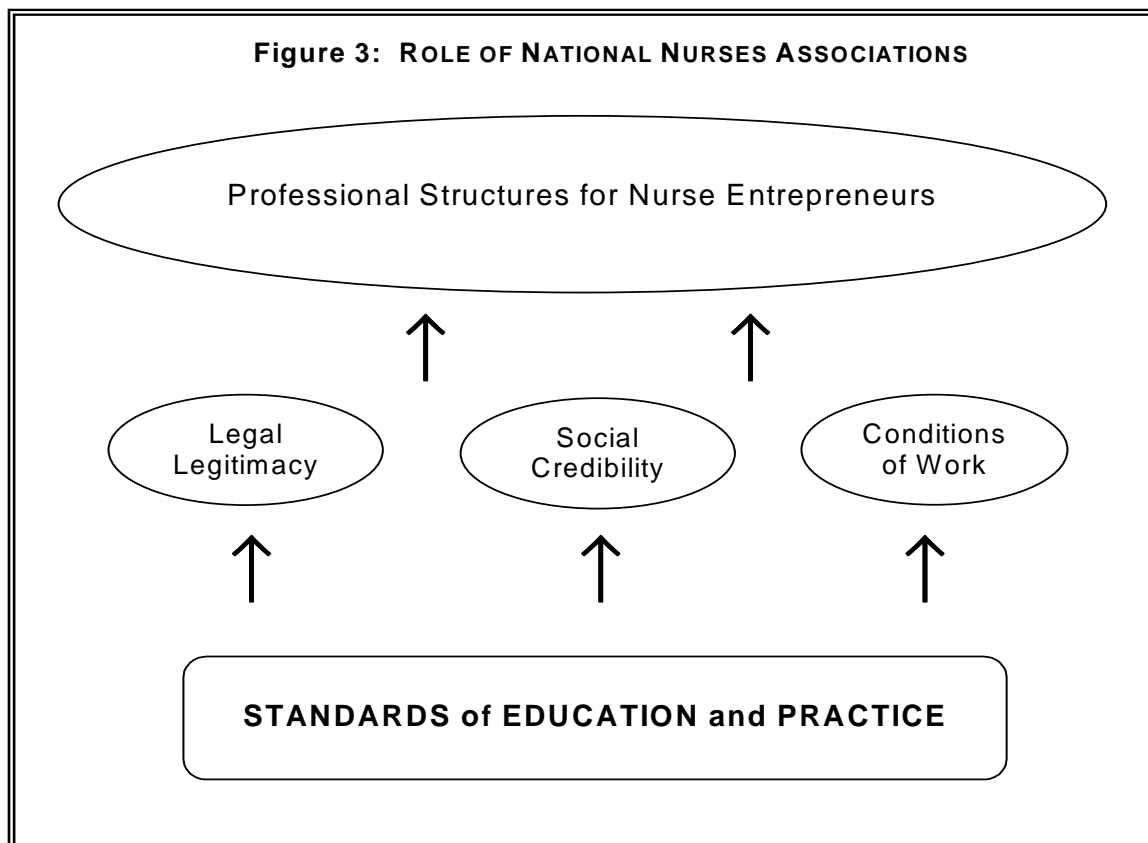 Figure 3: ROLE OF NATIONAL NURSES ASSOCIATIONS
Professional Structures for Nurse Entrepreneurs
Legal
Legitimacy
Social
Credibility
Conditions
of Work
STANDARDS of EDUCATION and PRACTICE